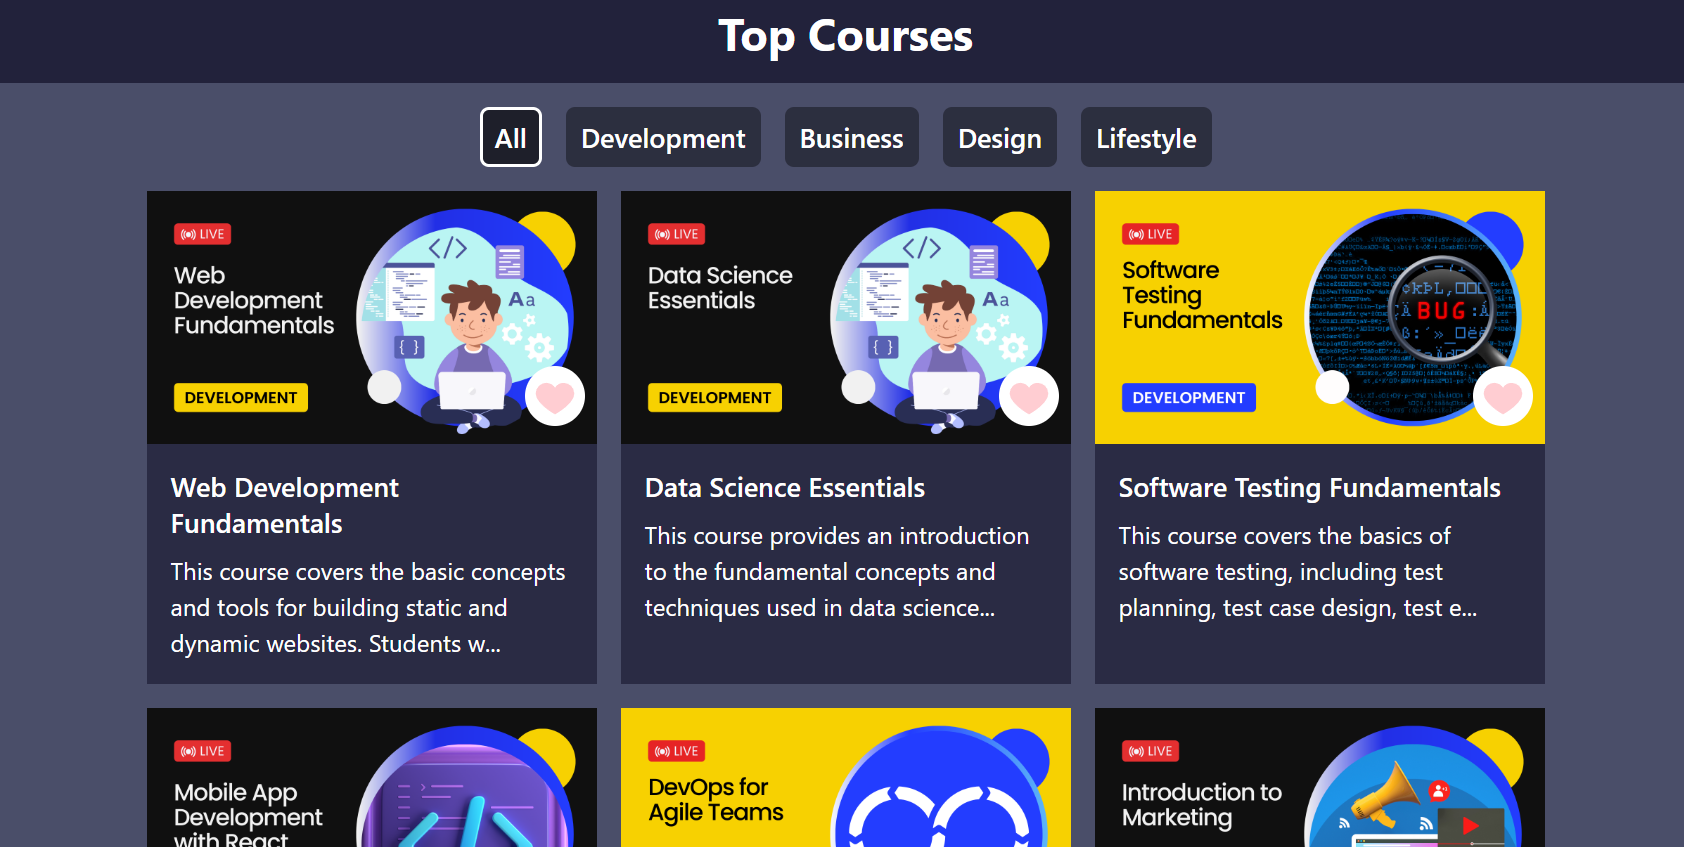 Top Courses
All
Development
Business
Design
Lifestyle
LIVE
Web
Development
Fundamentals
Aa
{ }
</>
DEVELOPMENT
LIVE
Data Science
Essentials
Aa
{ }
</>
DEVELOPMENT
LIVE
Software
Testing
Fundamentals
BUG
DEVELOPMENT
Web Development
Fundamentals
This course covers the basic concepts
and tools for building static and
dynamic websites. Students w...
Data Science Essentials
This course provides an introduction
to the fundamental concepts and
techniques used in data science...
Software Testing Fundamentals
This course covers the basics of
software testing, including test
planning, test case design, test e...
LIVE
Mobile App
Development
with React
LIVE
DevOps for
Agile Teams
LIVE
Introduction to
Marketing